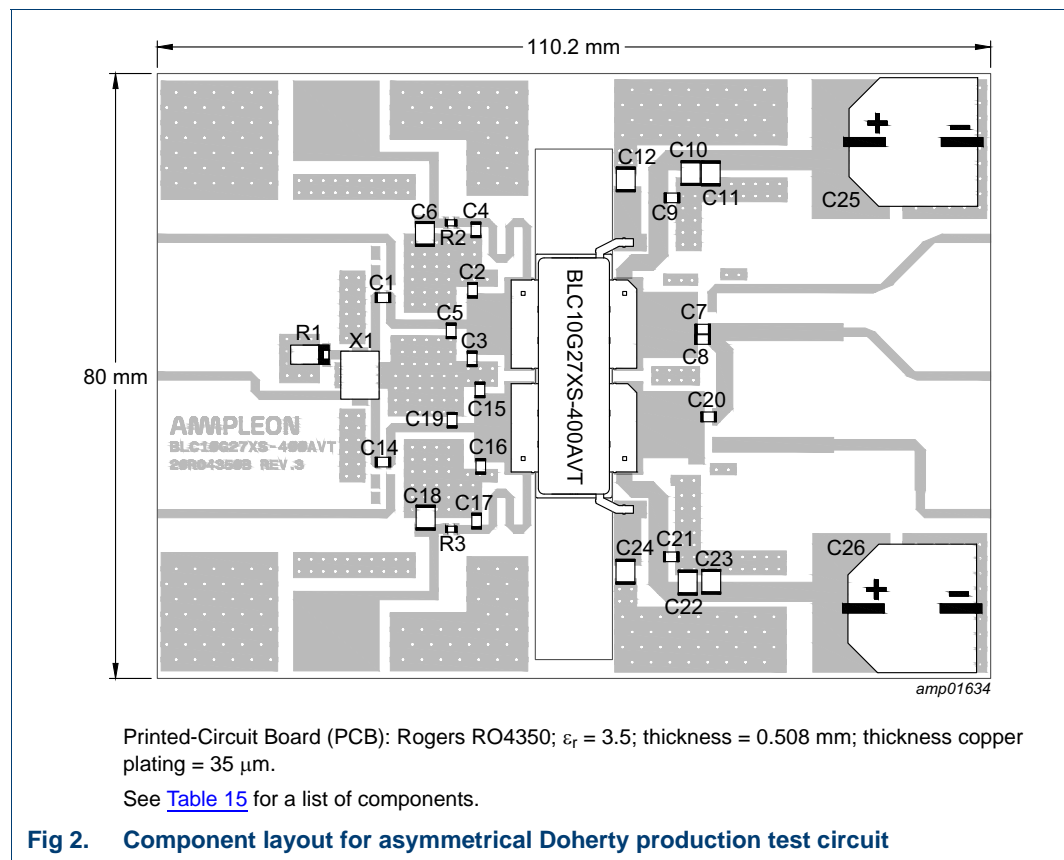 110.2 mm
80 mm
C12
C10
C11
C9
C25
+
–
C6
C4
R2
C2
C1
C5
C3
R1
X1
C7
C8
C15
C19
C20
C14
C16
C18
C17
R3
C21
C24
C23
C22
C26
+
–
BLC10G27XS-400AVT
AMPLEON
BLC10G27XS-400AVT
20RO4350B REV.3
amp01634
Printed-Circuit Board (PCB): Rogers RO4350; εr = 3.5; thickness = 0.508 mm; thickness copper
plating = 35 μm.
See Table 15 for a list of components.
Fig 2. Component layout for asymmetrical Doherty production test circuit